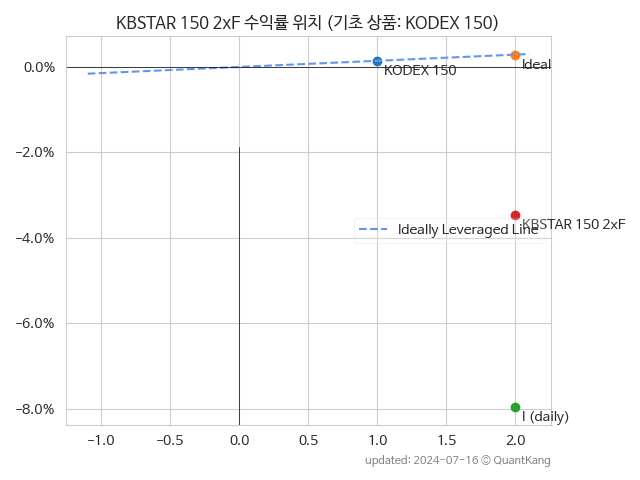 KBSTAR 150 2xF 수익률 위치 (기초 상품: KODEX 150)
0.0%
−2.0%
−4.0%
−6.0%
−8.0%
KODEX 150
Ideal
KBSTAR 150 2xF
Ideally Leveraged Line
I (daily)
−1.0
−0.5
0.0
0.5
1.0
1.5
2.0
updated: 2024-07-16 © QuantKang